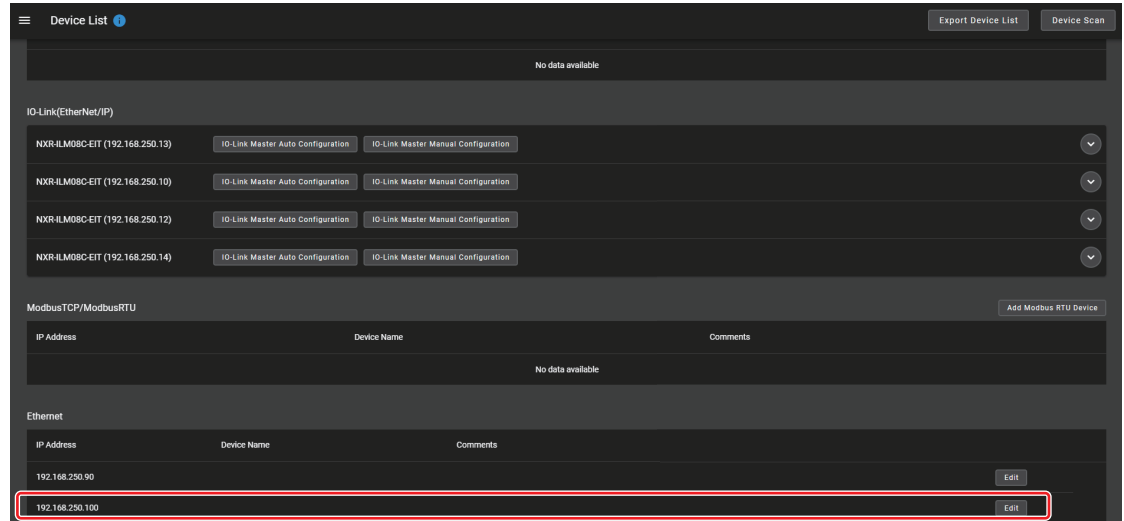 Device List i Export Device List Device Scan
No data available
IO-Link(EtherNet/IP)
NXR-ILM08C-EIT (192.168.250.13) IO-Link Master Auto Configuration IO-Link Master Manual Configuration
NXR-ILM08C-EIT (192.168.250.10) IO-Link Master Auto Configuration IO-Link Master Manual Configuration
NXR-ILM08C-EIT (192.168.250.12) IO-Link Master Auto Configuration IO-Link Master Manual Configuration
NXR-ILM08C-EIT (192.168.250.14) IO-Link Master Auto Configuration IO-Link Master Manual Configuration
ModbusTCP/ModbusRTU Add Modbus RTU Device
IP Address Device Name Comments
No data available
Ethernet
IP Address Device Name Comments
192.168.250.90 Edit
192.168.250.100 Edit